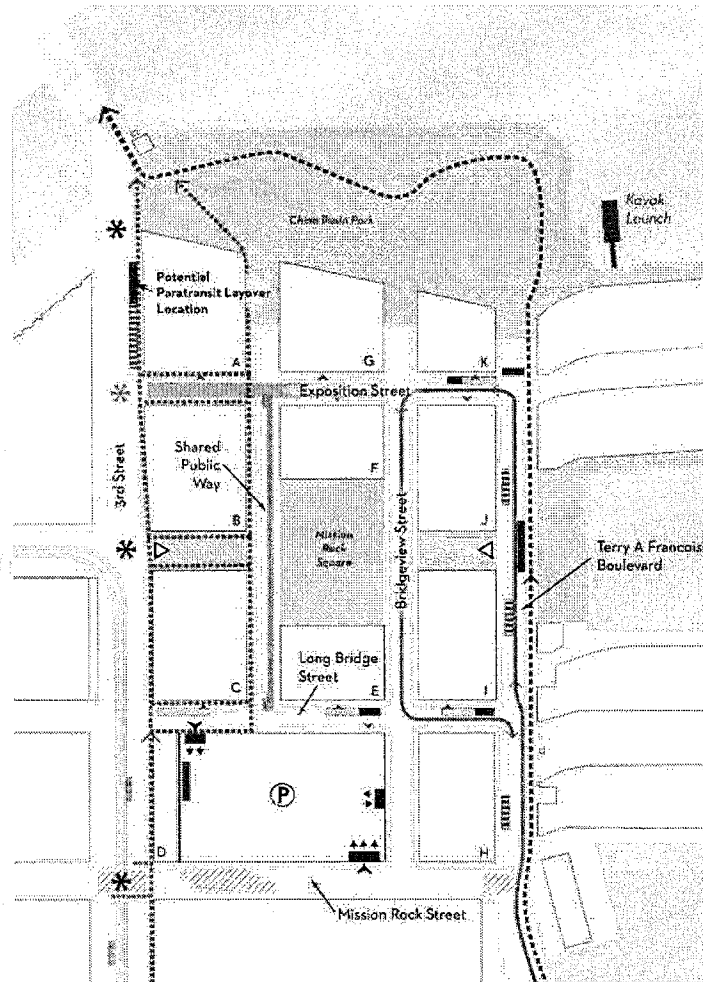 Kayak
Launch
China Basin Park
Potential
Paratransit Layover
Location
A
G
K
Exposition Street
3rd Street
Shared
Public
Way
F
B
J
Mission
Rock
Square
Bridgeview Street
Terry A Francois
Boulevard
Long Bridge
Street
C
E
I
P
D
H
Mission Rock Street